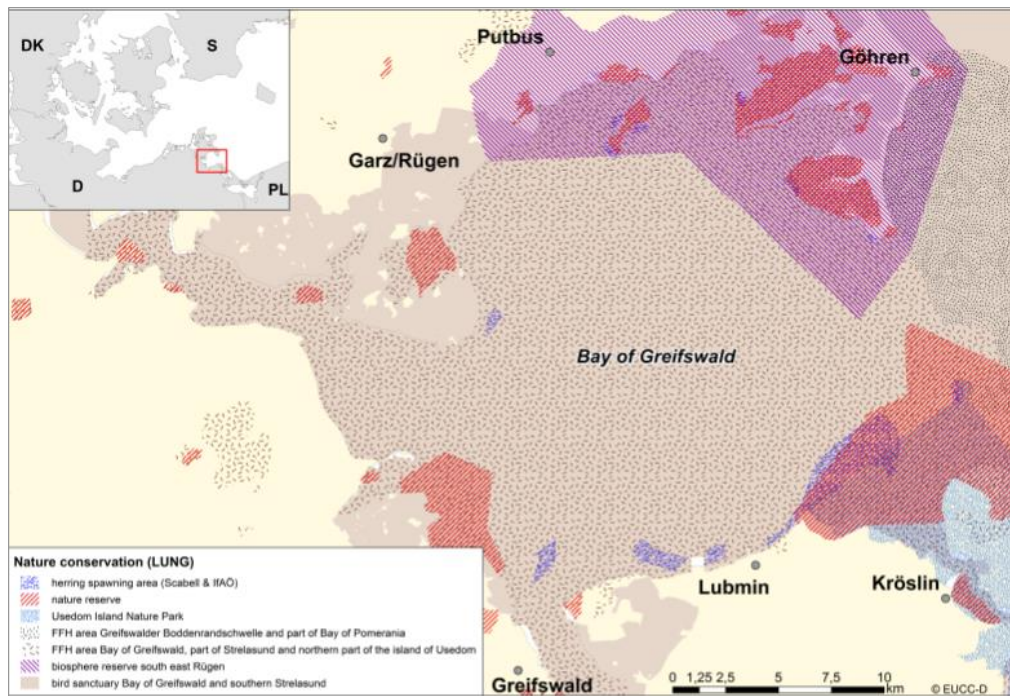 DK
S
D
PL
Putbus
Göhren
Garz/Rügen
Bay of Greifswald
Lubmin
Kröslin
Greifswald
Nature conservation (LUNG)
herring spawning area (Scabell & IfAÖ)
nature reserve
Usedom Island Nature Park
FFH area Greifswalder Boddenrandschwelle and part of Bay of Pomerania
FFH area Bay of Greifswald, part of Strelasund and northern part of the island of Usedom
biosphere reserve south east Rügen
bird sanctuary Bay of Greifswald and southern Strelasund
0 1,25 2,5 5 7,5 10
km
© EUCC-D